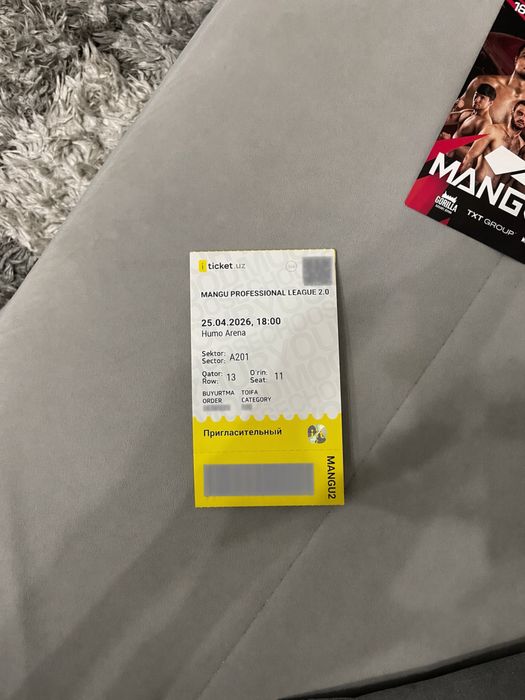 iticket.uz
MANGU PROFESSIONAL LEAGUE 2.0
25.04.2026, 18:00
Humo Arena
Sektor:
Sector: A201
Qator:
Row: 13
O'rin:
Seat: 11
BUYURTMA
ORDER
TOIFA
CATEGORY
Пригласительный
MANGU2
MANGU
GORILLA
TXT GROUP